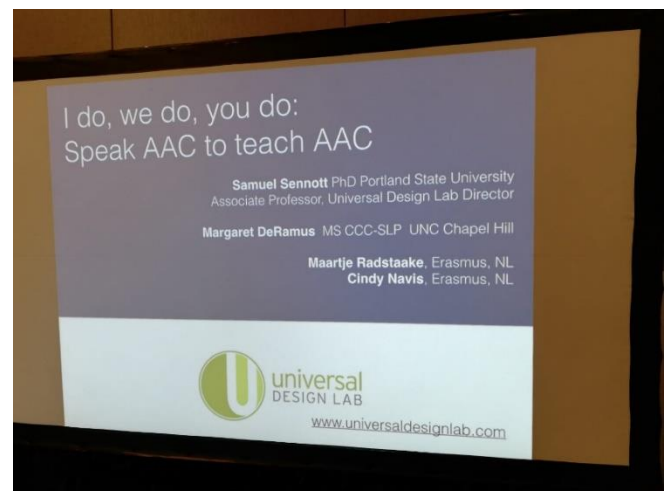 I do, we do, you do:
Speak AAC to teach AAC
Samuel Sennott PhD Portland State University
Associate Professor, Universal Design Lab Director
Margaret DeRamus MS CCC-SLP UNC Chapel Hill
Maartje Radstaake, Erasmus, NL
Cindy Navis, Erasmus, NL
U universal
DESIGN LAB
www.universaldesignlab.com